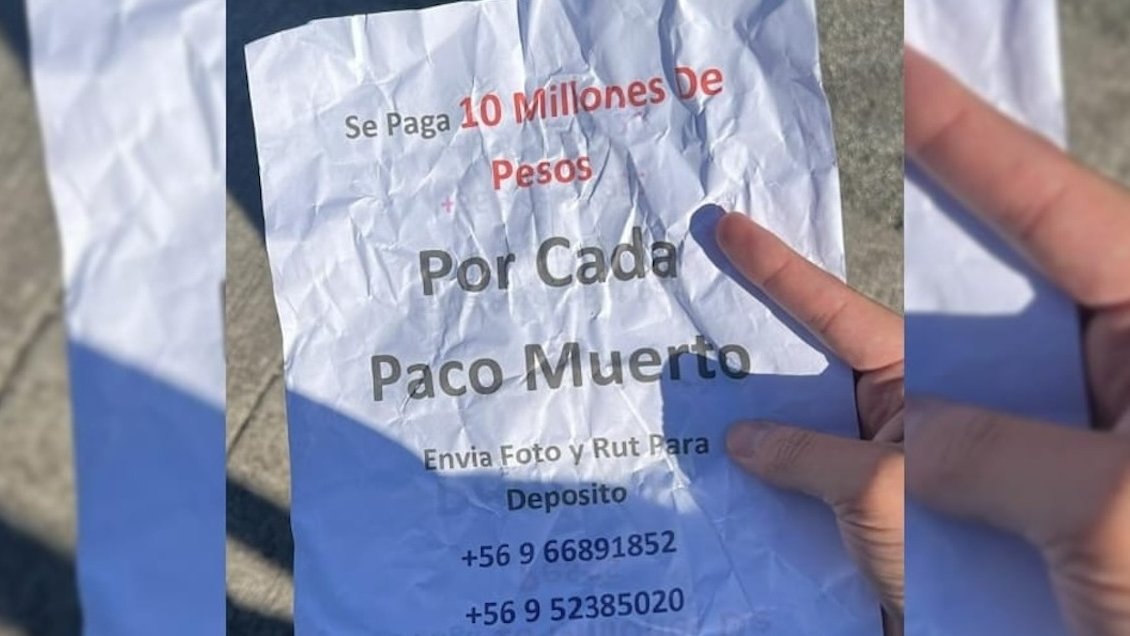 Se Paga 10 Millones De
Pesos
Por Cada
Paco Muerto
Envia Foto y Rut Para
Deposito
+56 9 66891852
+56 9 52385020